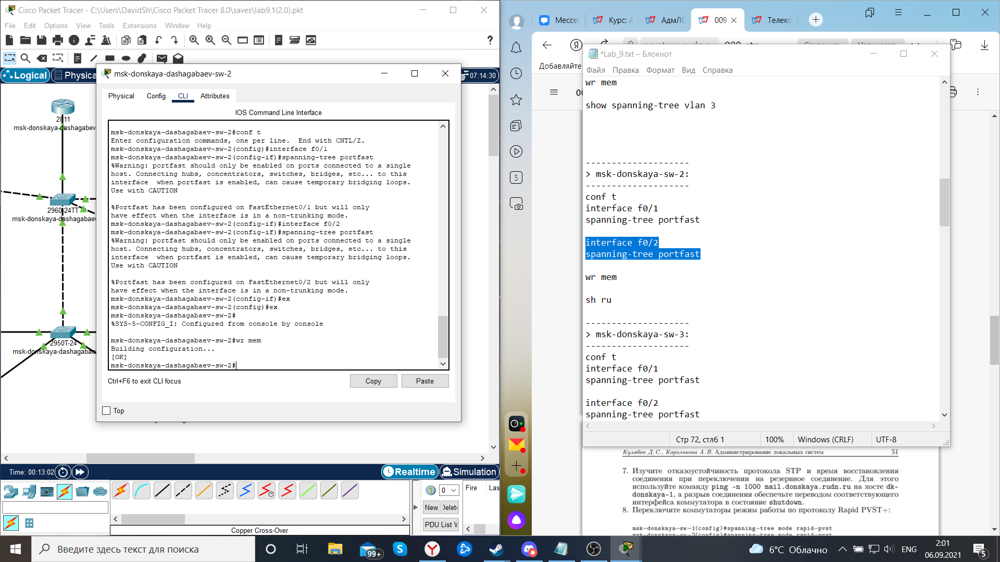 Cisco Packet Tracer - C:\Users\DavidSh\Cisco Packet Tracer 8.0\saves\lab9.1(2.0).pkt
File Edit Options View Tools Extensions Window Help
Logical
Physica
07:14:30
2811
msk-donskaya-dashagabaev
2960-24TT
msk-donskaya-dashagabaev
2950T-24
msk-donskaya-dashagabaev
msk-donskaya-dashagabaev-sw-2
Physical Config CLI Attributes
IOS Command Line Interface
msk-donskaya-dashagabaev-sw-2#conf t
Enter configuration commands, one per line.  End with CNTL/Z.
msk-donskaya-dashagabaev-sw-2(config)#interface f0/1
msk-donskaya-dashagabaev-sw-2(config-if)#spanning-tree portfast
%Warning: portfast should only be enabled on ports connected to a single
host. Connecting hubs, concentrators, switches, bridges, etc... to this
interface  when portfast is enabled, can cause temporary bridging loops.
Use with CAUTION
%Portfast has been configured on FastEthernet0/1 but will only
have effect when the interface is in a non-trunking mode.
msk-donskaya-dashagabaev-sw-2(config-if)#interface f0/2
msk-donskaya-dashagabaev-sw-2(config-if)#spanning-tree portfast
%Warning: portfast should only be enabled on ports connected to a single
host. Connecting hubs, concentrators, switches, bridges, etc... to this
interface  when portfast is enabled, can cause temporary bridging loops.
Use with CAUTION
%Portfast has been configured on FastEthernet0/2 but will only
have effect when the interface is in a non-trunking mode.
msk-donskaya-dashagabaev-sw-2(config-if)#ex
msk-donskaya-dashagabaev-sw-2(config)#ex
msk-donskaya-dashagabaev-sw-2#
%SYS-5-CONFIG_I: Configured from console by console
msk-donskaya-dashagabaev-sw-2#wr mem
Building configuration...
[OK]
msk-donskaya-dashagabaev-sw-2#
Ctrl+F6 to exit CLI focus
Copy Paste
Top
Time: 00:13:02
Realtime
Simulation
Copper Cross-Over
0
New
PDU List W
Fire Las
Мессен
Курс: А
АдмЛС
009
Телекс
Добавляйте
5
*Lab_9.txt – Блокнот
Файл Правка Формат Вид Справка
wr mem
show spanning-tree vlan 3
--------------------
> msk-donskaya-sw-2:
--------------------
conf t
interface f0/1
spanning-tree portfast
interface f0/2
spanning-tree portfast
wr mem
sh ru
--------------------
> msk-donskaya-sw-3:
--------------------
conf t
interface f0/1
spanning-tree portfast
interface f0/2
spanning-tree portfast
Стр 72, стлб 1 100% Windows (CRLF) UTF-8
Кулябов Д. С., Королькова А. В. Администрирование локальных систем 51
7. Изучите отказоустойчивость протокола STP и время восстановления
соединения при переключении на резервное соединение. Для этого
используйте команду ping -n 1000 mail.donskaya.rudn.ru на хосте dk-
donskaya-1, а разрыв соединения обеспечьте переводом соответствующего
интерфейса коммутатора в состояние shutdown.
8. Переключите коммутаторы режим работы по протоколу Rapid PVST+:
msk-donskaya-sw-1(config)#spanning-tree mode rapid-pvst
msk-donskaya-sw-2(config)#spanning-tree mode rapid-pvst
Введите здесь текст для поиска
99+
6°C Облачно
ENG
2:01
06.09.2021
5